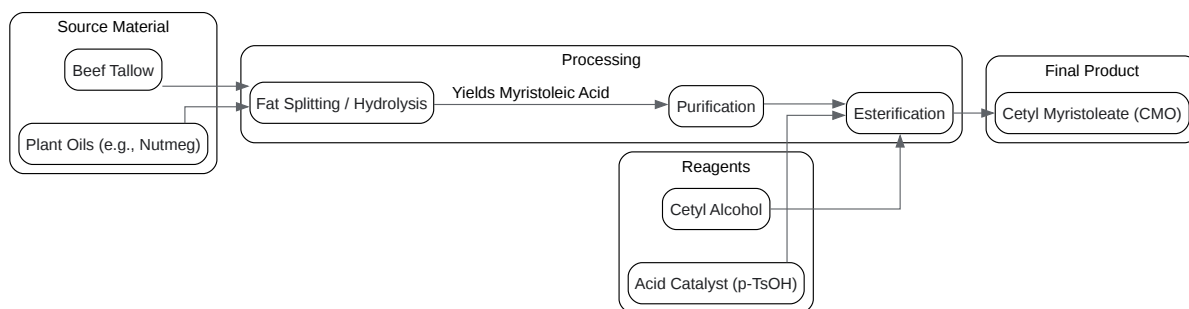 Source Material
Beef Tallow
Plant Oils (e.g., Nutmeg)
Processing
Fat Splitting / Hydrolysis
Yields Myristoleic Acid
Purification
Esterification
Reagents
Cetyl Alcohol
Acid Catalyst (p-TsOH)
Final Product
Cetyl Myristoleate (CMO)